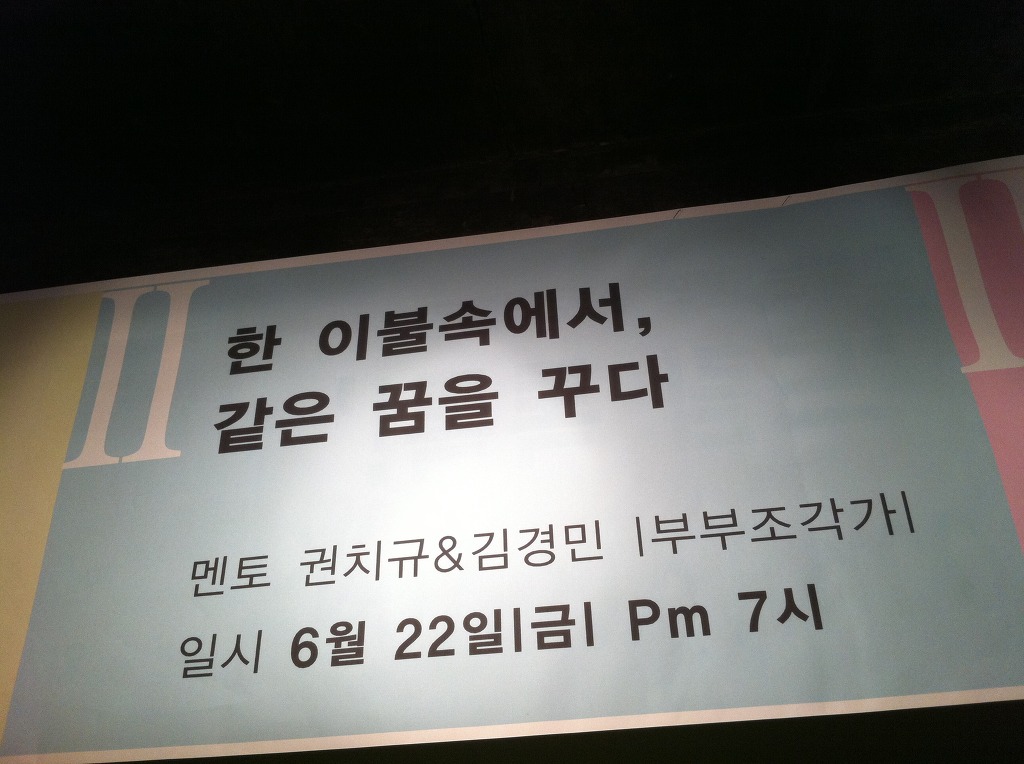 II
한 이불속에서,
같은 꿈을 꾸다
멘토 권치규&김경민 |부부조각가|
일시 6월 22일|금| Pm 7시